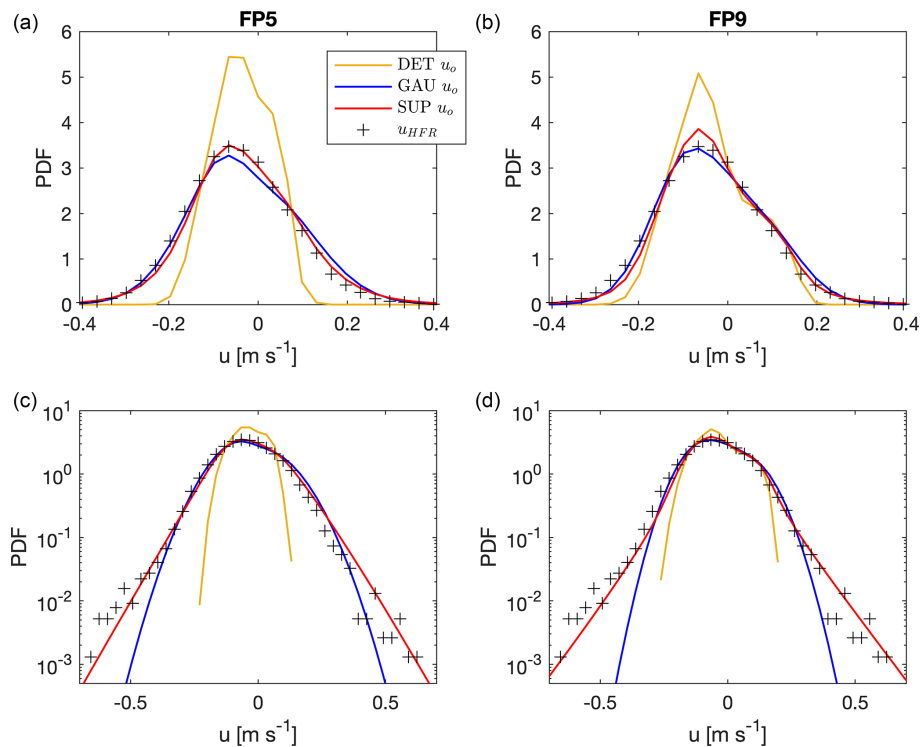 (a)
FP5
PDF
6
5
4
3
2
1
0
-0.4
-0.2
0
0.2
0.4
u [m s⁻¹]
DET u_o
GAU u_o
SUP u_o
u_HFR
(b)
FP9
PDF
6
5
4
3
2
1
0
-0.4
-0.2
0
0.2
0.4
u [m s⁻¹]
(c)
PDF
10¹
10⁰
10⁻¹
10⁻²
10⁻³
-0.5
0
0.5
u [m s⁻¹]
(d)
PDF
10¹
10⁰
10⁻¹
10⁻²
10⁻³
-0.5
0
0.5
u [m s⁻¹]